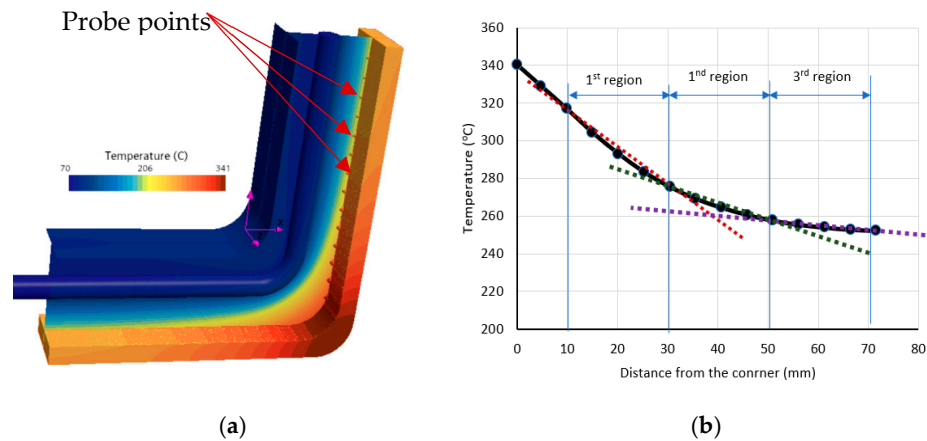 Probe points
Temperature (C)
70 206 341
x
(a)
360
340
320
300
280
260
240
220
200
Temperature (°C)
1st region
1nd region
3rd region
0 10 20 30 40 50 60 70 80
Distance from the conrner (mm)
(b)